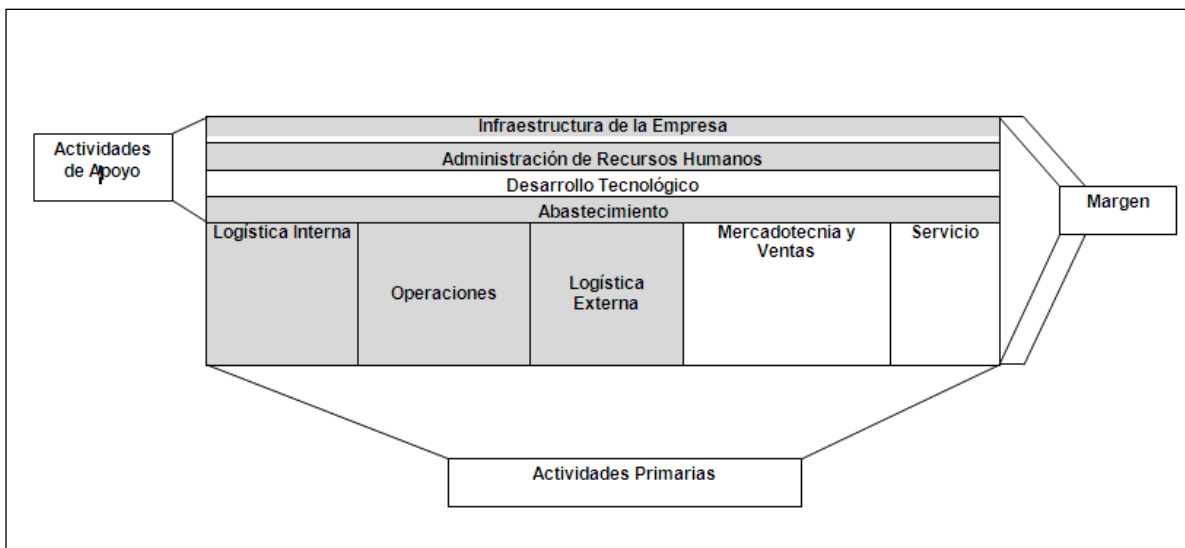 Infraestructura de la Empresa
Actividades
de Apoyo
Administración de Recursos Humanos
Desarrollo Tecnológico
Abastecimiento
Margen
Logística Interna
Operaciones
Logística
Externa
Mercadotecnia y
Ventas
Servicio
Actividades Primarias